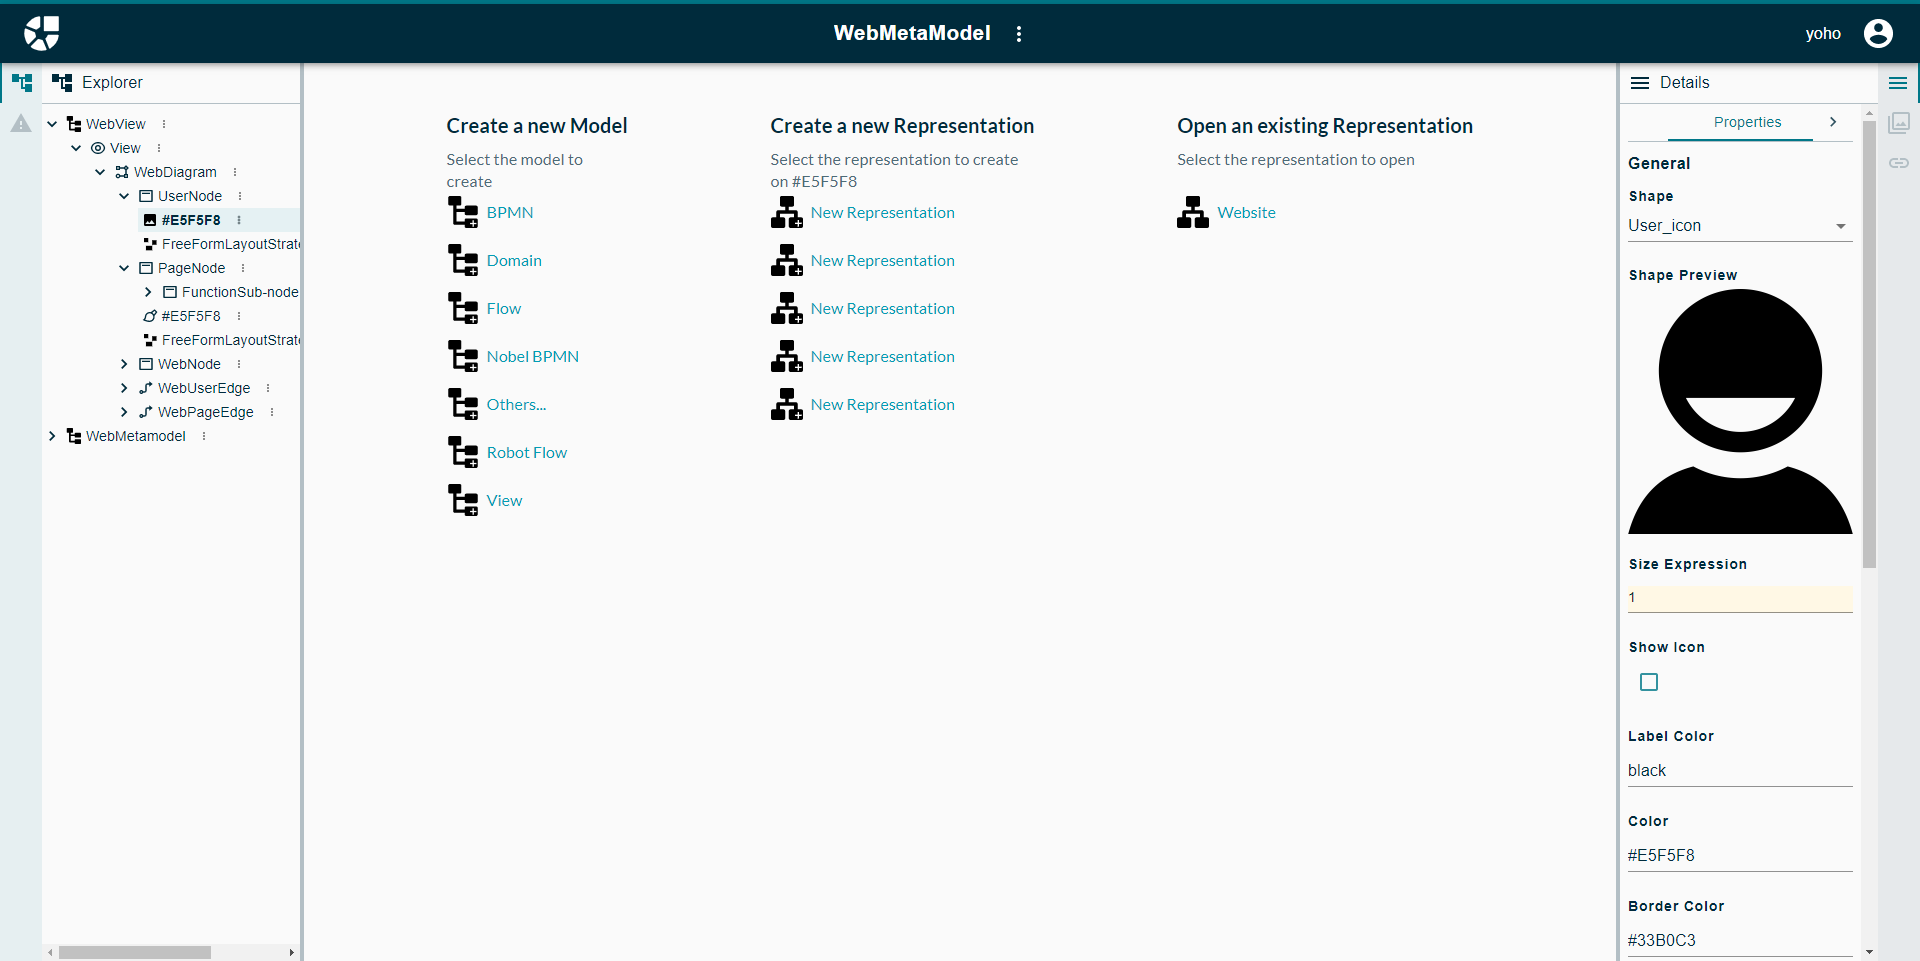 WebMetaModel
yoho
Explorer
WebView
View
WebDiagram
UserNode
#E5F5F8
FreeFormLayoutStrate
PageNode
FunctionSub-node
#E5F5F8
FreeFormLayoutStrate
WebNode
WebUserEdge
WebPageEdge
WebMetamodel
Create a new Model
Select the model to
create
BPMN
Domain
Flow
Nobel BPMN
Others...
Robot Flow
View
Create a new Representation
Select the representation to create
on #E5F5F8
New Representation
New Representation
New Representation
New Representation
New Representation
Open an existing Representation
Select the representation to open
Website
Details
Properties
General
Shape
User_icon
Shape Preview
Size Expression
1
Show Icon
Label Color
black
Color
#E5F5F8
Border Color
#33B0C3